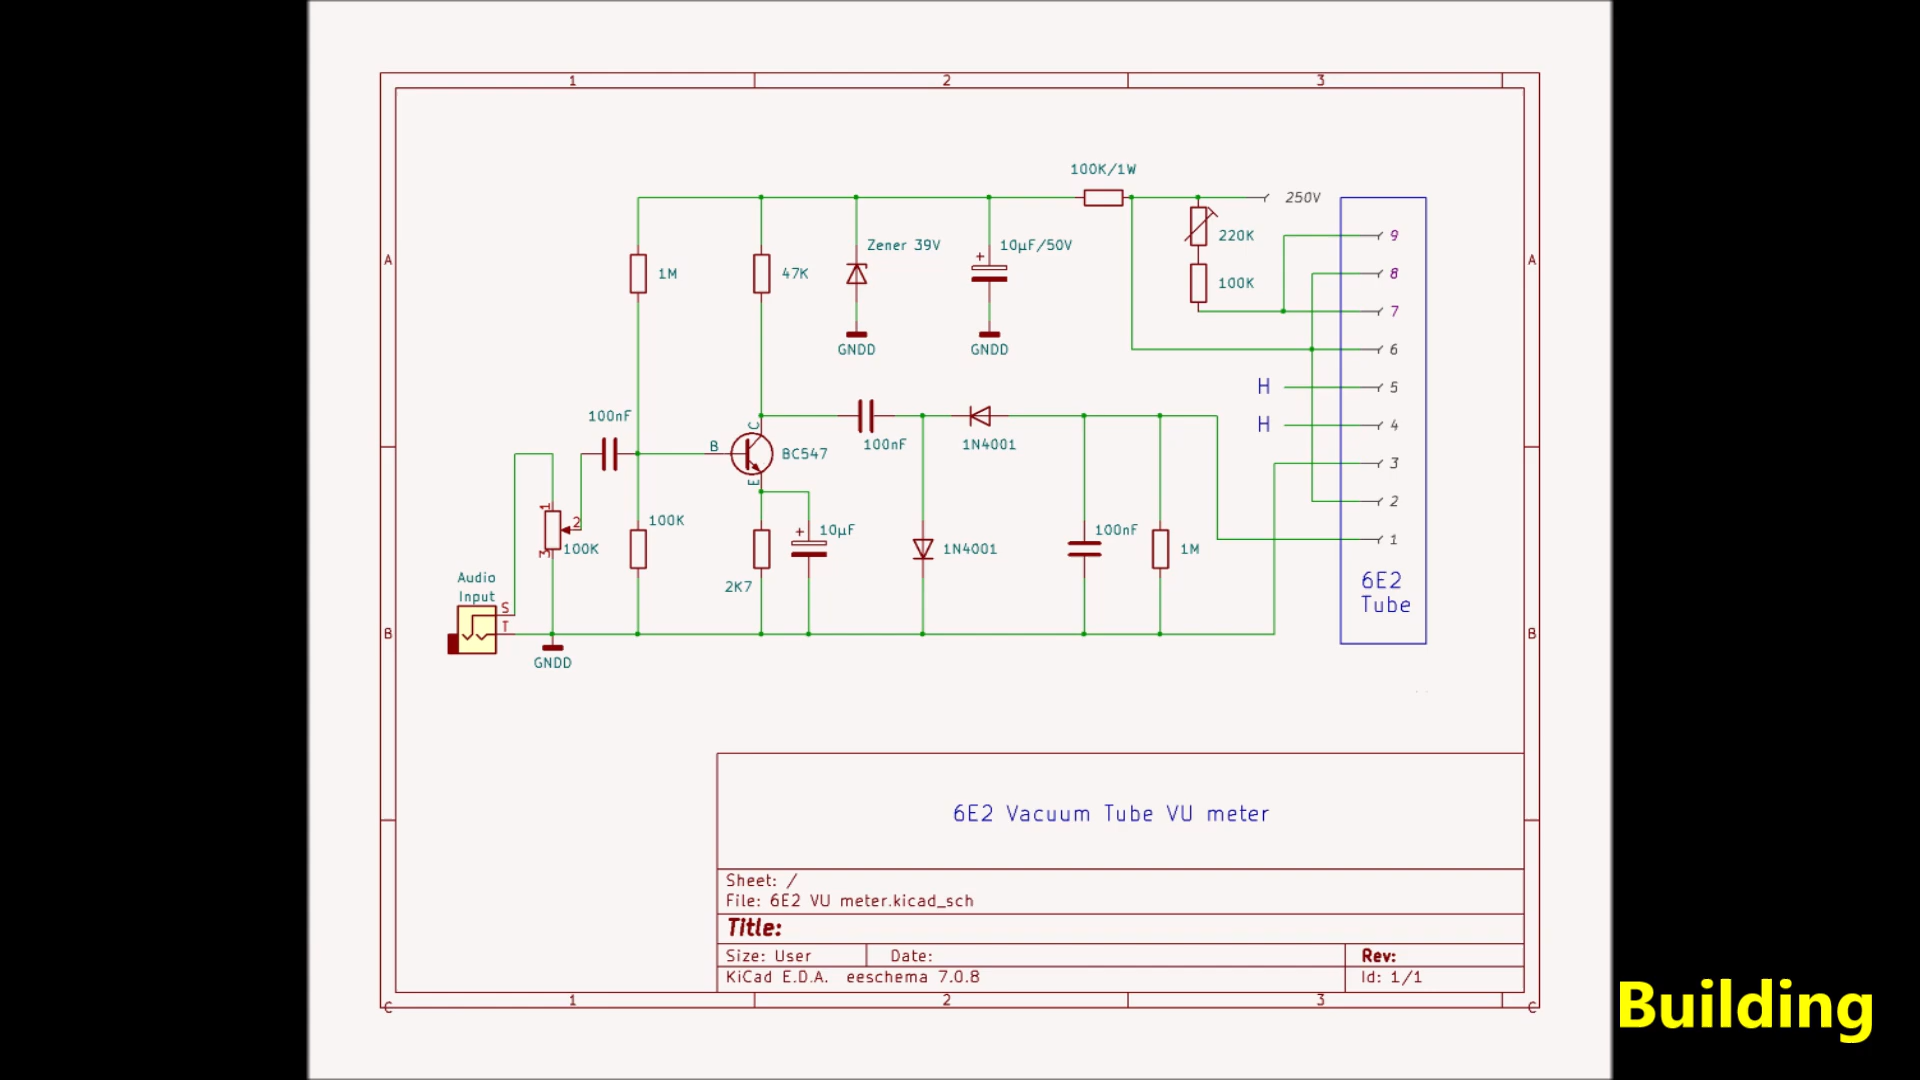 1 2 3
100K/1W
250V
A A
Zener 39V 10µF/50V 220K 9
1M 47K 8
100K
7
GNDD GNDD 6
H 5
100nF
H 4
C
B BC547 100nF 1N4001
3
E
1 2
2
100K 10µF 100nF
1
3 100K 1N4001 1M
Audio
Input
2K7
6E2
Tube
S
T
B B
GNDD
6E2 Vacuum Tube VU meter
Sheet: /
File: 6E2 VU meter.kicad_sch
Title:
Size: User Date: Rev:
KiCad E.D.A. eeschema 7.0.8 Id: 1/1
1 2 3
C C
Building